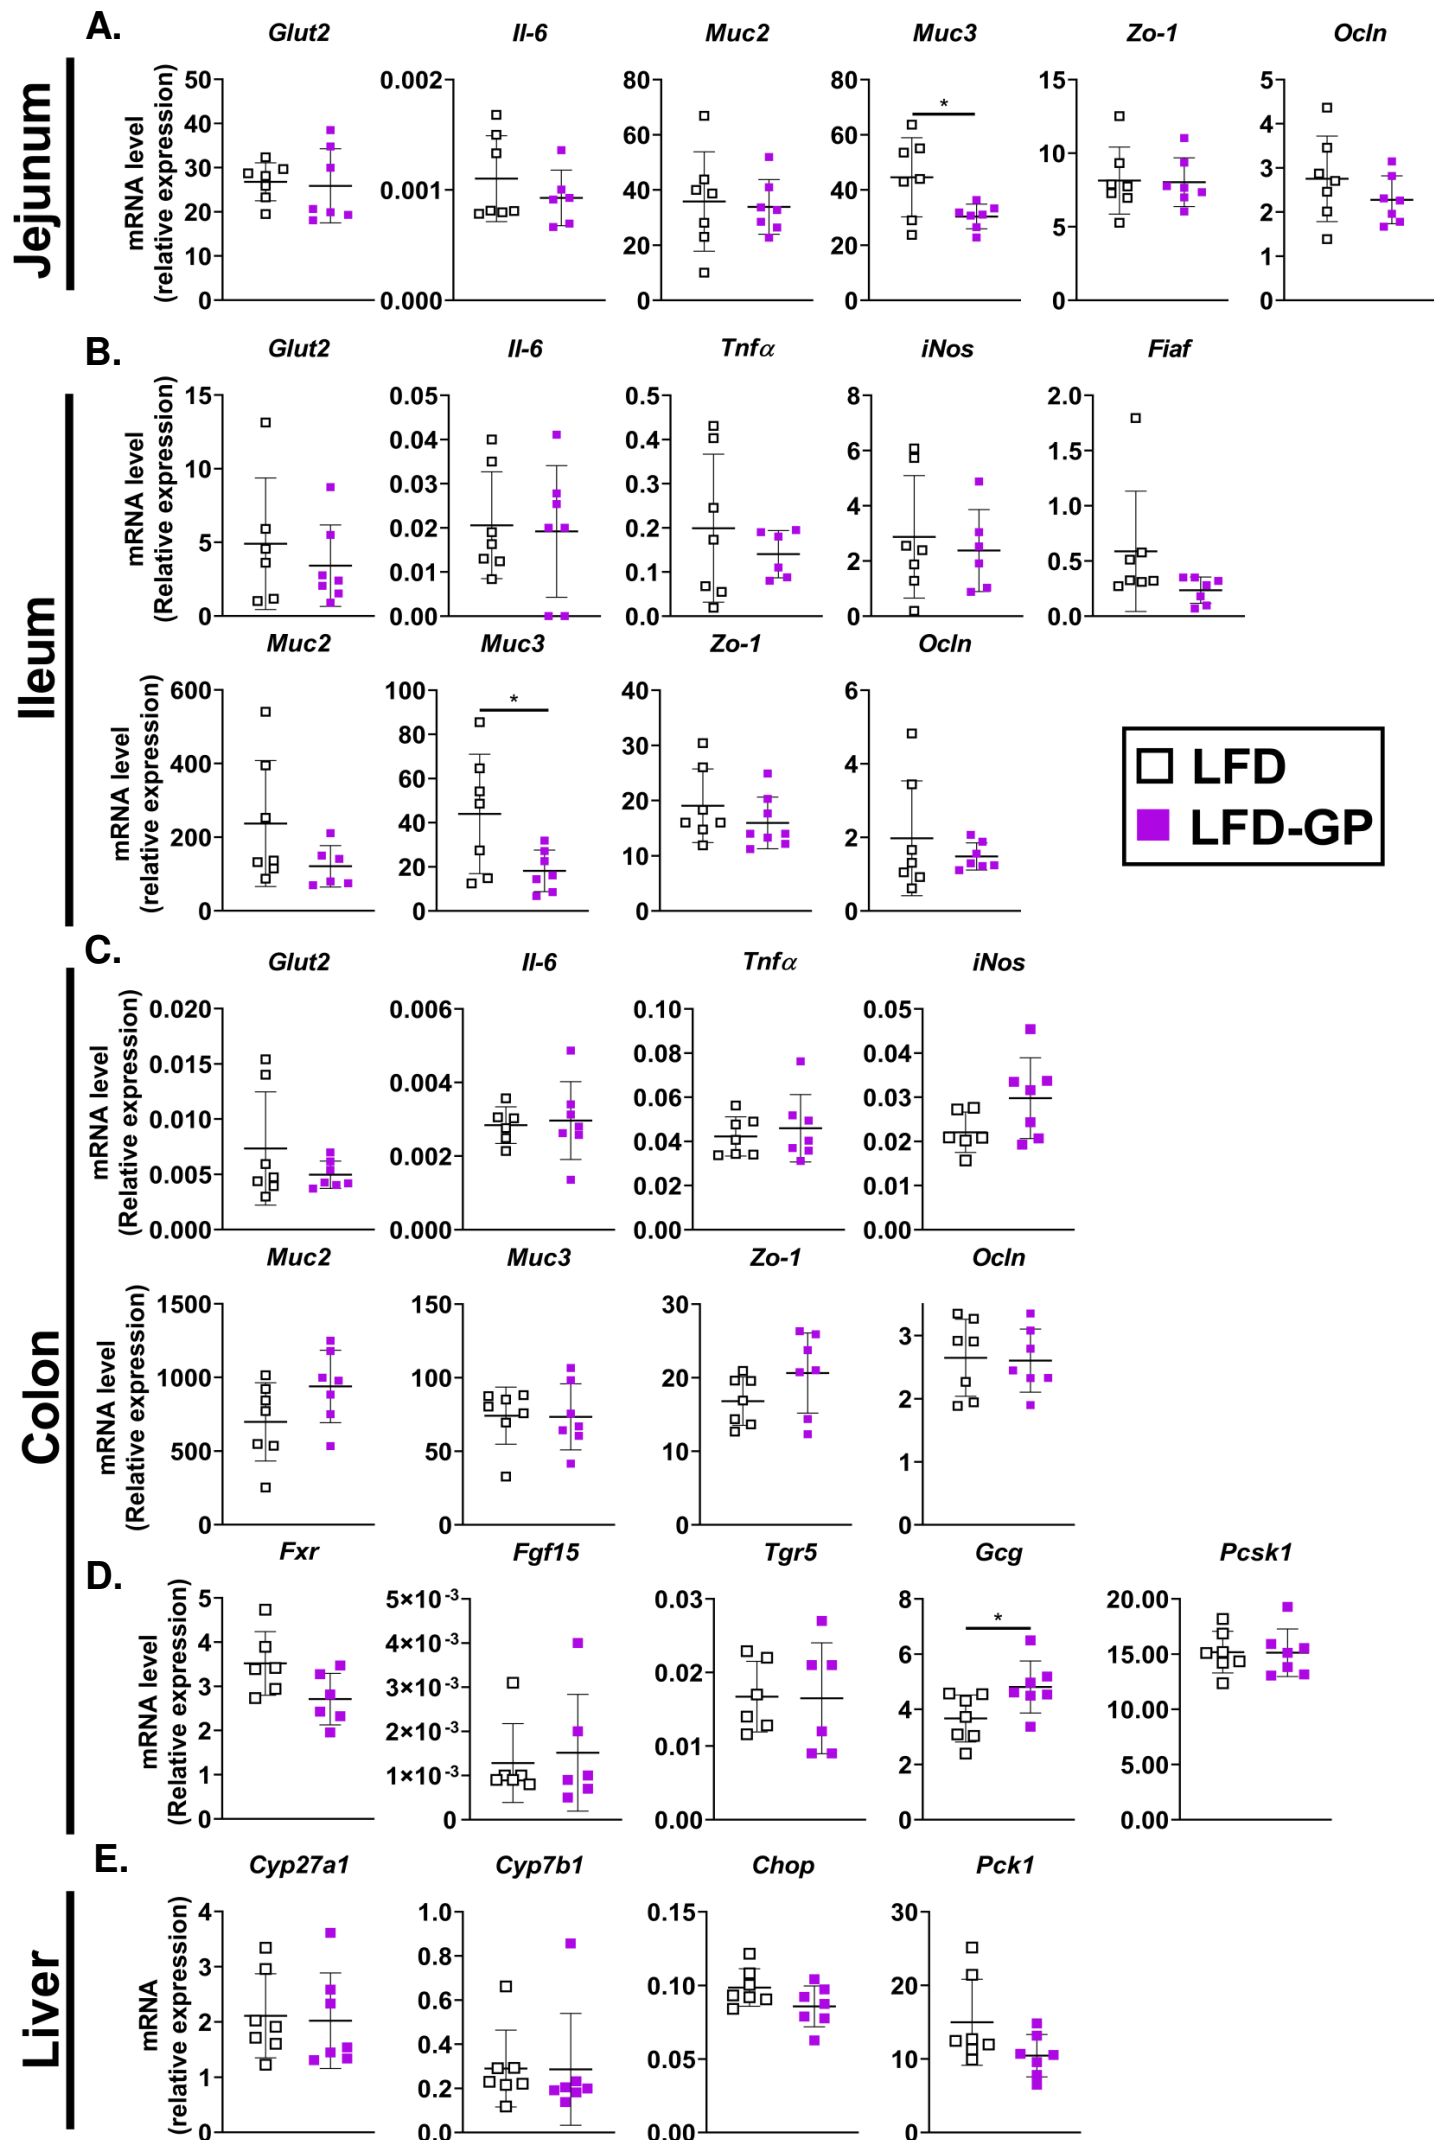 A.
Jejunum
Glut2 Il-6 Muc2 Muc3 Zo-1 Ocln
mRNA level
(relative expression)
50 40 30 20 10 0
0.002 0.001 0.000
80 60 40 20 0
80 60 40 20 0
*
15 10 5 0
5 4 3 2 1 0
B.
Ileum
Glut2 Il-6 Tnfα iNos Fiaf
mRNA level
(Relative expression)
15 10 5 0
0.05 0.04 0.03 0.02 0.01 0.00
0.5 0.4 0.3 0.2 0.1 0.0
8 6 4 2 0
2.0 1.5 1.0 0.5 0.0
Muc2 Muc3 Zo-1 Ocln
mRNA level
(relative expression)
600 400 200 0
100 80 60 40 20 0
*
40 30 20 10 0
6 4 2 0
LFD
LFD-GP
C.
Colon
Glut2 Il-6 Tnfα iNos
mRNA level
(Relative expression)
0.020 0.015 0.010 0.005 0.000
0.006 0.004 0.002 0.000
0.10 0.08 0.06 0.04 0.02 0.00
0.05 0.04 0.03 0.02 0.01 0.00
Muc2 Muc3 Zo-1 Ocln
mRNA level
(Relative expression)
1500 1000 500 0
150 100 50 0
30 20 10 0
3 2 1 0
D.
Fxr Fgf15 Tgr5 Gcg Pcsk1
mRNA level
(Relative expression)
5 4 3 2 1 0
5×10⁻³ 4×10⁻³ 3×10⁻³ 2×10⁻³ 1×10⁻³ 0
0.03 0.02 0.01 0.00
8 6 4 2 0
*
20.00 15.00 10.00 5.00 0.00
E.
Liver
Cyp27a1 Cyp7b1 Chop Pck1
mRNA
(relative expression)
4 3 2 1 0
1.0 0.8 0.6 0.4 0.2 0.0
0.15 0.10 0.05 0.00
30 20 10 0